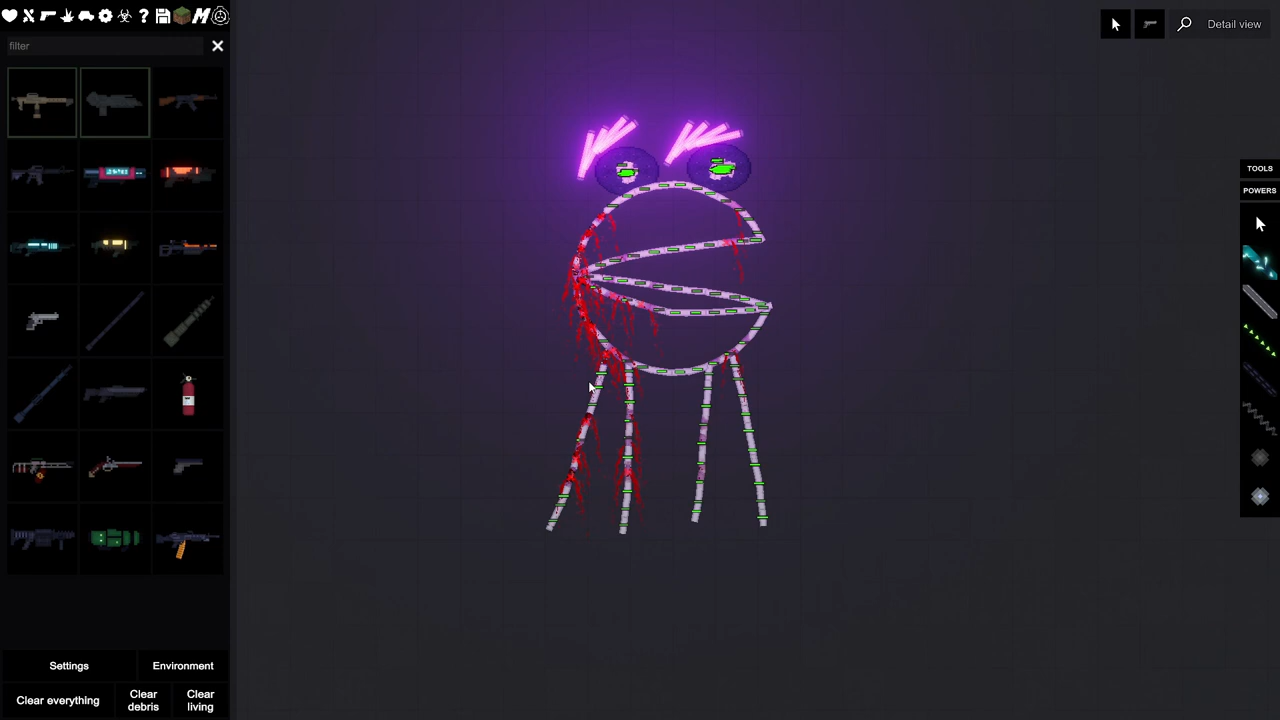 filter
Detail view
TOOLS
POWERS
Settings
Environment
Clear everything
Clear debris
Clear living